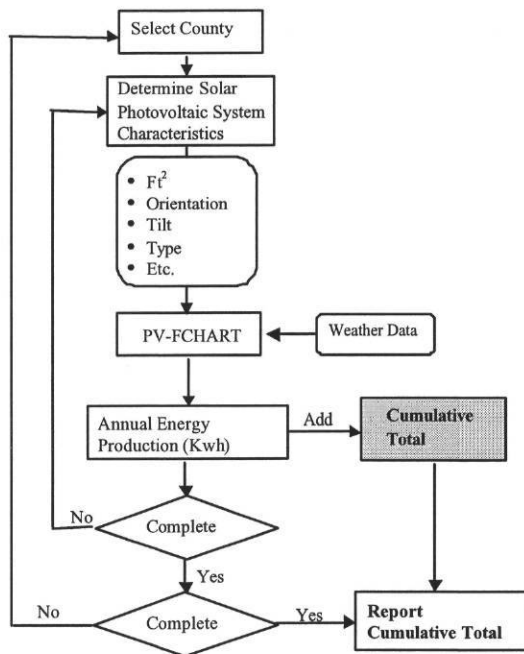 Select County
Determine Solar
Photovoltaic System
Characteristics
• Ft²
• Orientation
• Tilt
• Type
• Etc.
PV-FCHART
Weather Data
Annual Energy
Production (Kwh)
Add
Cumulative
Total
No
Complete
Yes
No
Complete
Yes
Report
Cumulative Total